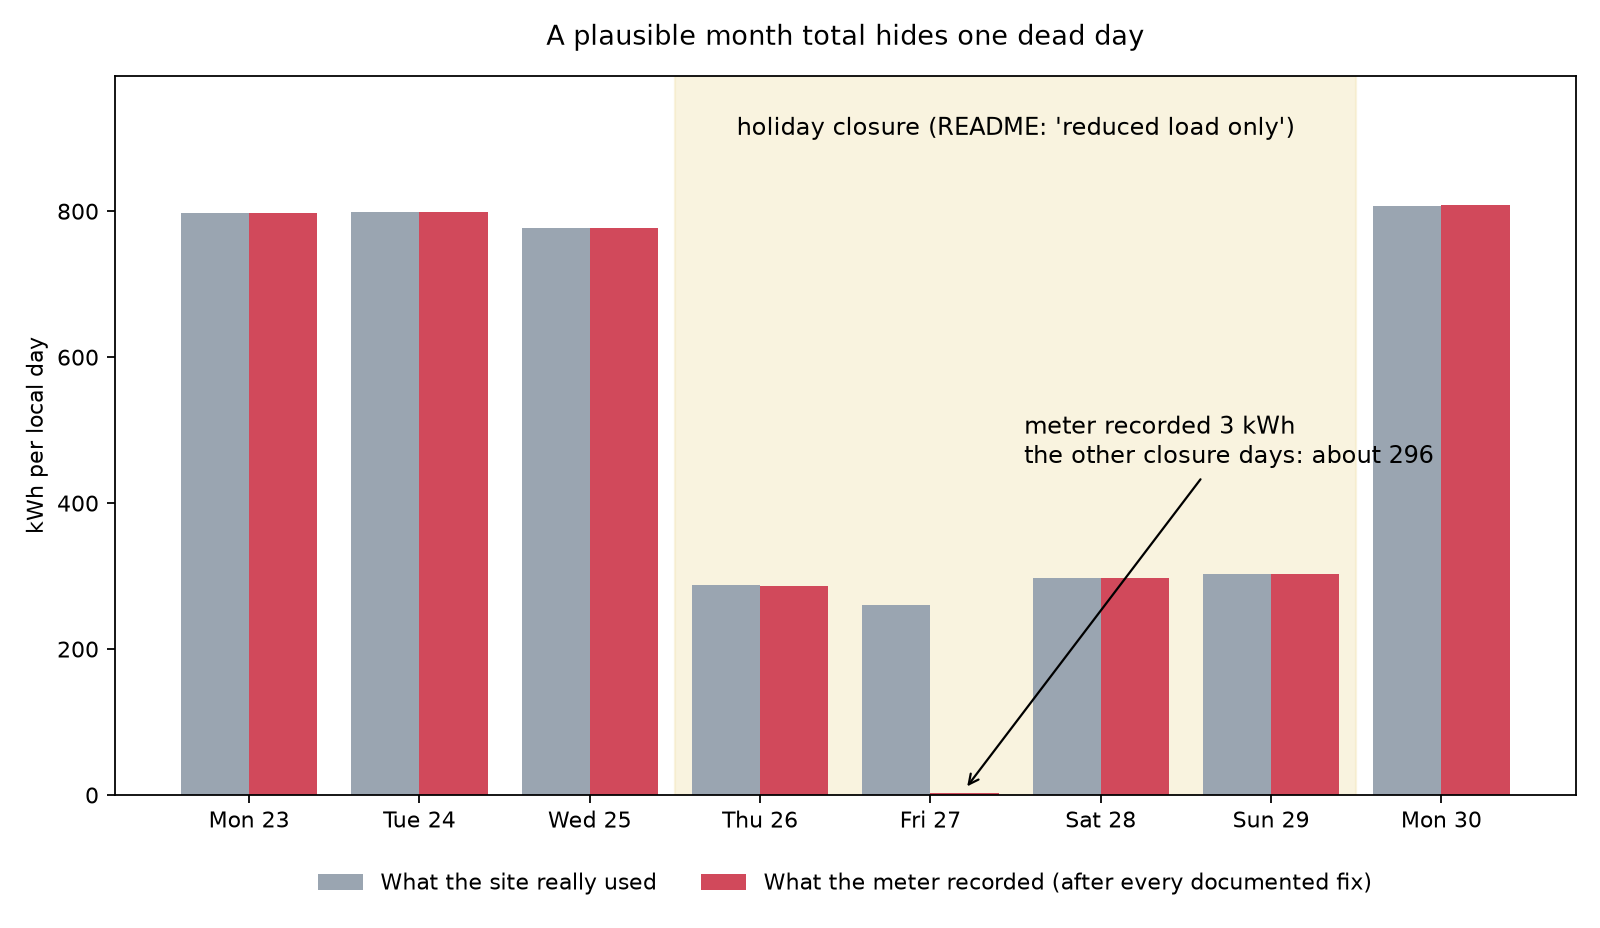 A plausible month total hides one dead day
holiday closure (README: 'reduced load only')
meter recorded 3 kWh
the other closure days: about 296
kWh per local day
800
600
400
200
0
Mon 23
Tue 24
Wed 25
Thu 26
Fri 27
Sat 28
Sun 29
Mon 30
What the site really used
What the meter recorded (after every documented fix)